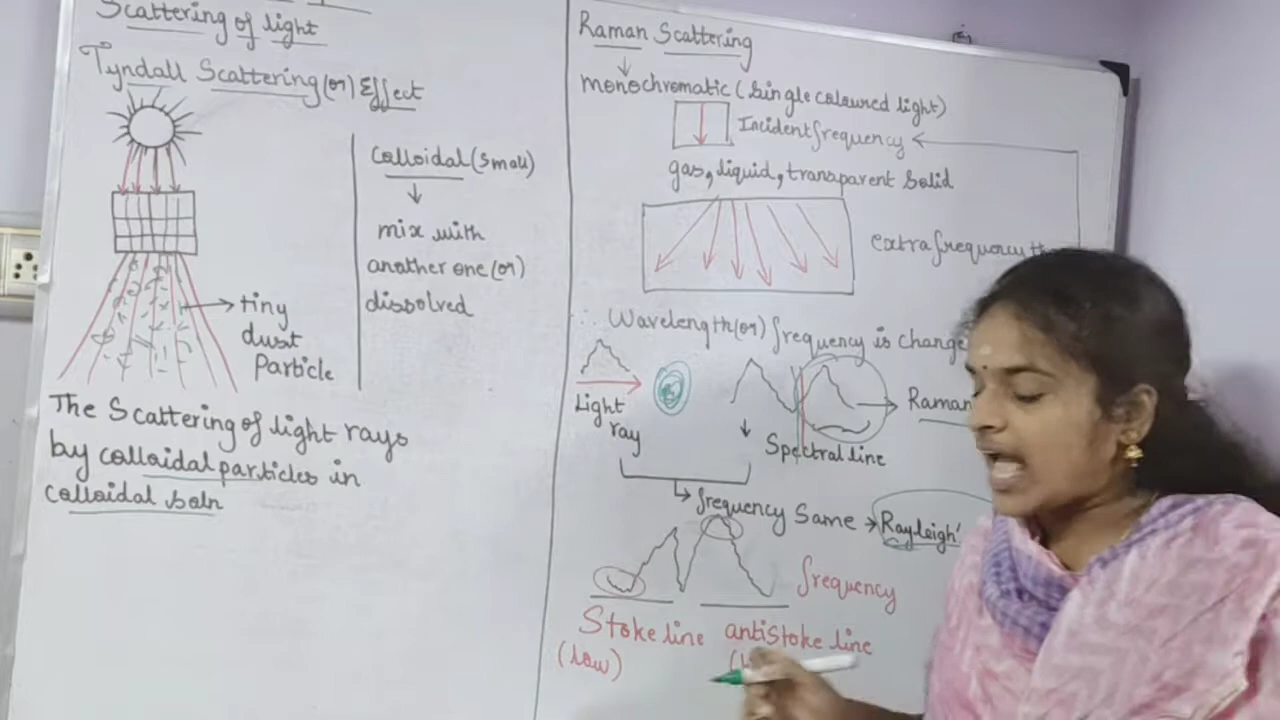 Scattering of light
Tyndall Scattering (or) Effect
Colloidal (Small)
mix with
another one (or)
dissolved
tiny
dust
Particle
The Scattering of light rays
by colloidal particles in
colloidal soln
Raman Scattering
monochromatic (Single coloured light)
Incident frequency
gas, liquid, transparent solid
extra frequency
∴ Wavelength (or) frequency is change
Light
ray
Raman
Spectral line
frequency Same → Rayleigh'
frequency
Stoke line antistoke line
(low)